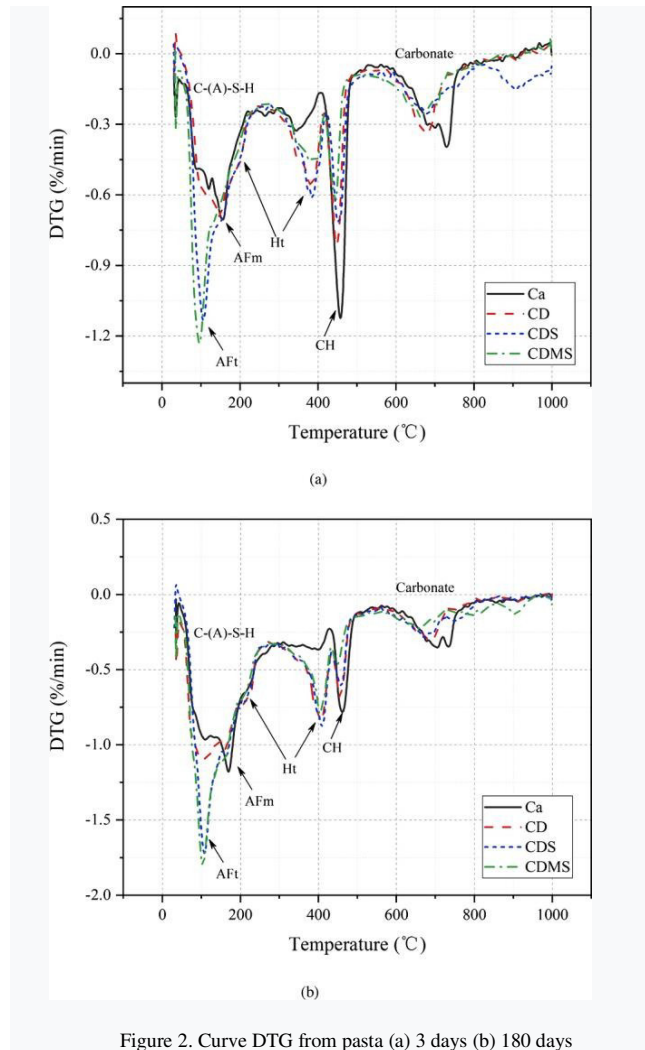 0.0
-0.3
-0.6
-0.9
-1.2
DTG (%/min)
C-(A)-S-H
Carbonate
Ht
AFm
AFt
CH
Ca
CD
CDS
CDMS
0 200 400 600 800 1000
Temperature (℃)
(a)
0.5
0.0
-0.5
-1.0
-1.5
-2.0
DTG (%/min)
C-(A)-S-H
Carbonate
Ht
CH
AFm
AFt
Ca
CD
CDS
CDMS
0 200 400 600 800 1000
Temperature (℃)
(b)
Figure 2. Curve DTG from pasta (a) 3 days (b) 180 days